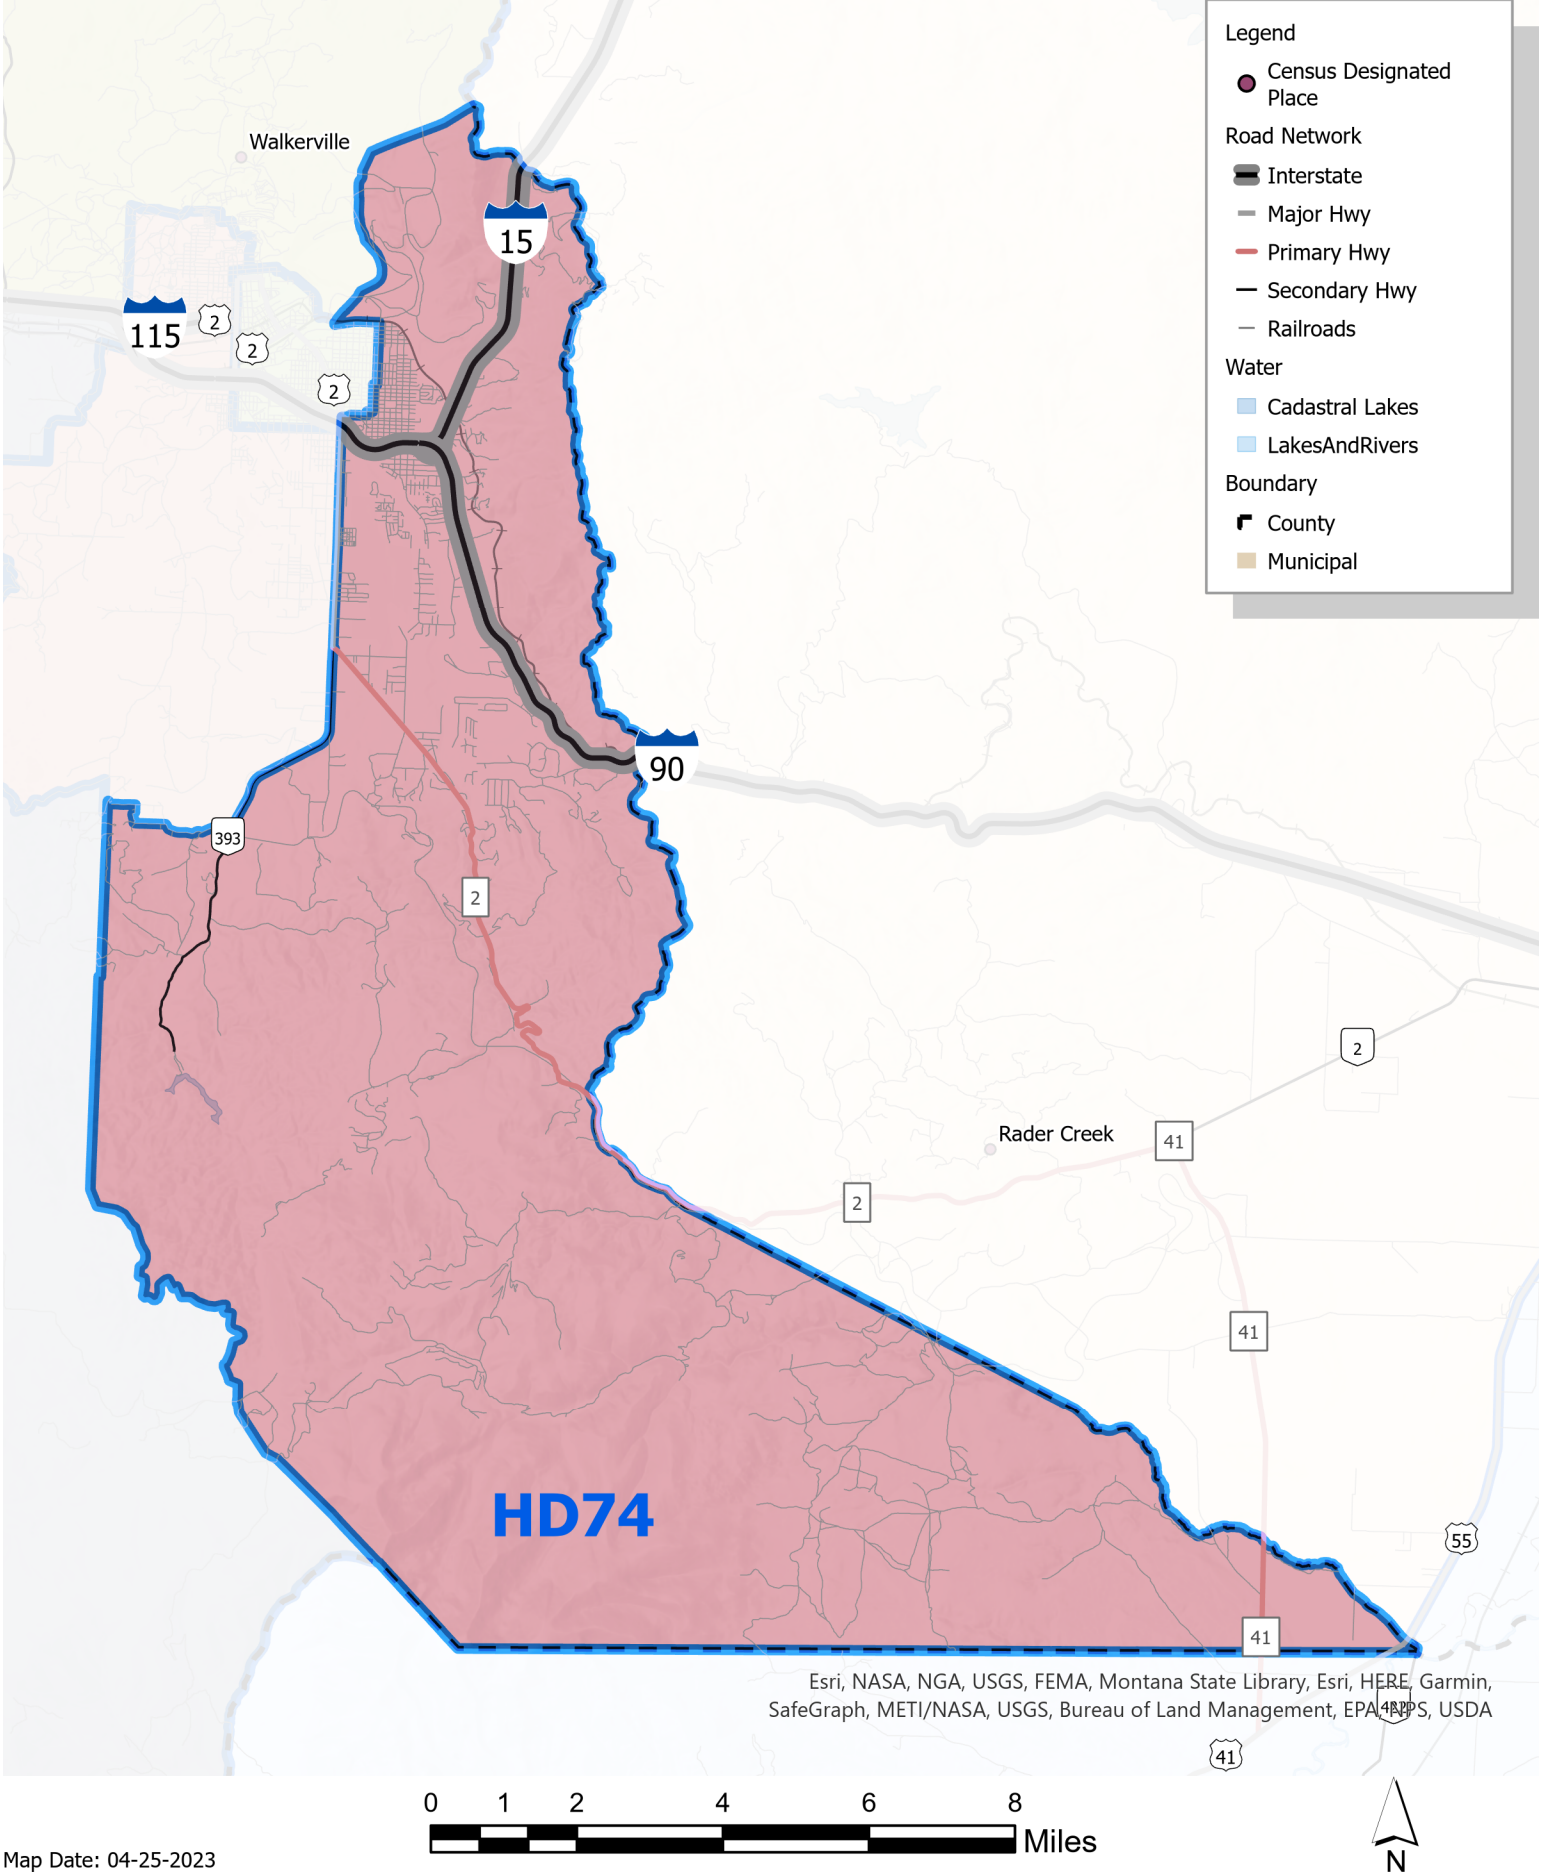 Legend
Census Designated
Place
Road Network
Interstate
Major Hwy
Primary Hwy
Secondary Hwy
Railroads
Water
Cadastral Lakes
LakesAndRivers
Boundary
County
Municipal
Walkerville
15
115
2
2
2
90
393
2
2
Rader Creek
41
2
41
HD74
55
41
Esri, NASA, NGA, USGS, FEMA, Montana State Library, Esri, HERE, Garmin,
SafeGraph, METI/NASA, USGS, Bureau of Land Management, EPA, NPS, USDA
41
0 1 2 4 6 8
Miles
N
Map Date: 04-25-2023